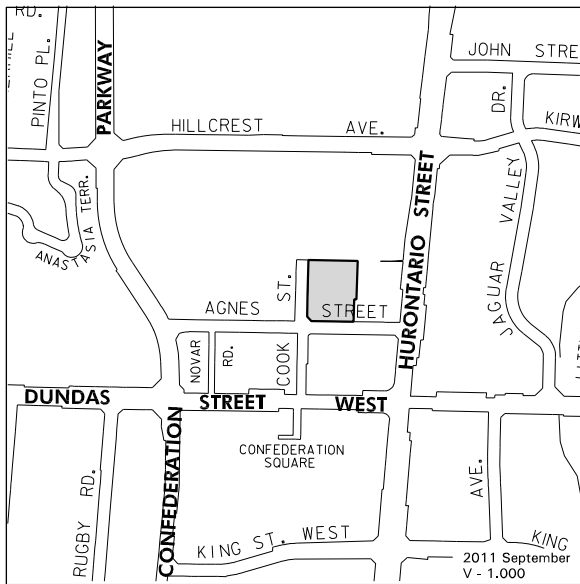 RD.
PINTO PL.
PARKWAY
JOHN STRE
DR.
HILLCREST AVE.
KIRW
ANASTASIA TERR.
HURONTARIO STREET
JAGUAR VALLEY
ST.
AGNES STREET
NOVAR
RD.
COOK
DUNDAS STREET WEST
CONFEDERATION
SQUARE
CONFEDERATION
RUGBY RD.
KING ST. WEST
AVE.
KING
2011 September
V - 1.000